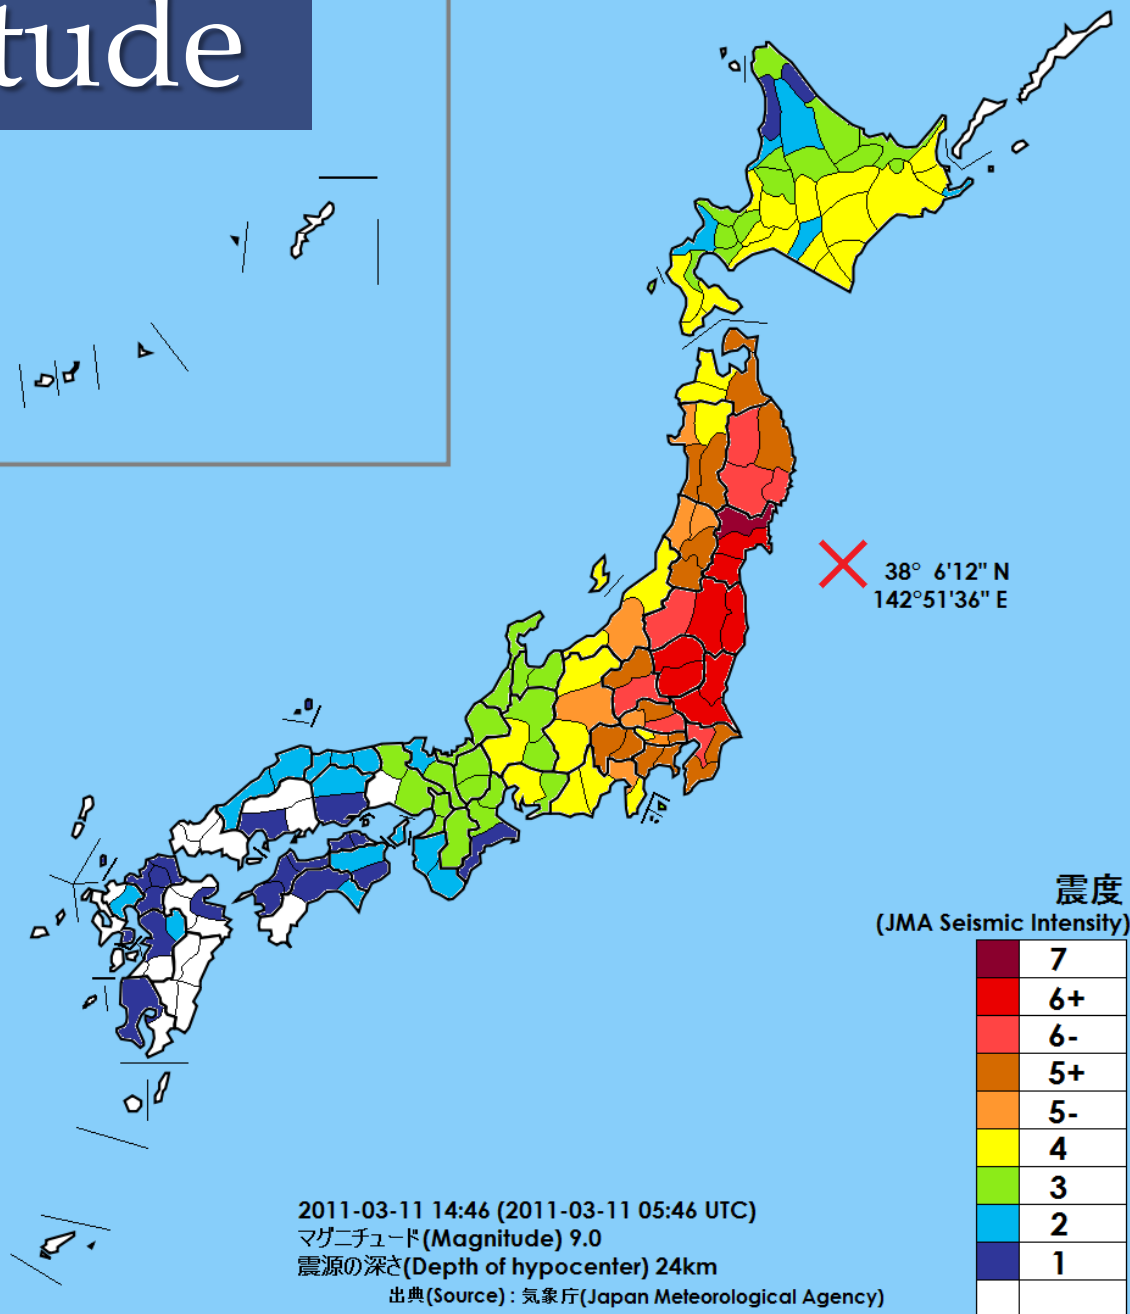 tude
38° 6'12" N
142°51'36" E
震度
(JMA Seismic Intensity)
7
6+
6-
5+
5-
4
3
2
1
2011-03-11 14:46 (2011-03-11 05:46 UTC)
マグニチュード(Magnitude) 9.0
震源の深さ(Depth of hypocenter) 24km
出典(Source) : 気象庁(Japan Meteorological Agency)